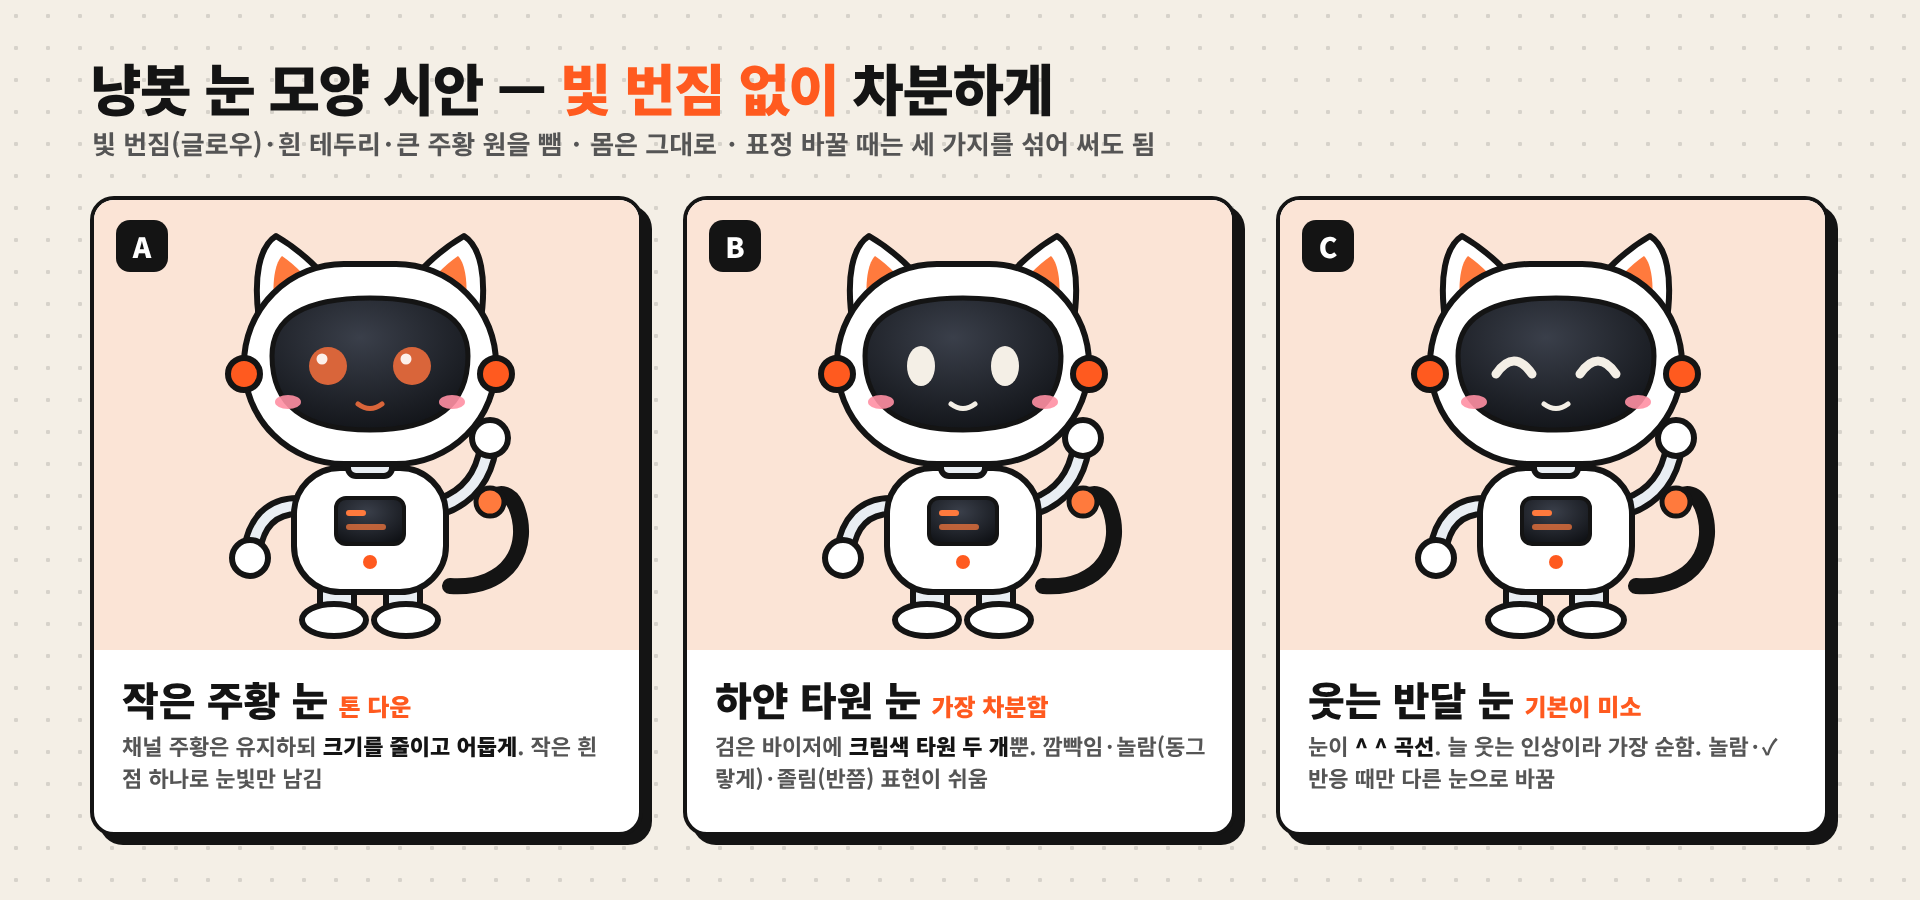 냥봇 눈 모양 시안 — 빛 번짐 없이 차분하게
빛 번짐(글로우)·흰 테두리·큰 주황 원을 뺌 · 몸은 그대로 · 표정 바꿀 때는 세 가지를 섞어 써도 됨
A
작은 주황 눈 톤 다운
채널 주황은 유지하되 크기를 줄이고 어둡게. 작은 흰
점 하나로 눈빛만 남김
B
하얀 타원 눈 가장 차분함
검은 바이저에 크림색 타원 두 개뿐. 깜빡임·놀람(동그
랗게)·졸림(반쯤) 표현이 쉬움
C
웃는 반달 눈 기본이 미소
눈이 ^ ^ 곡선. 늘 웃는 인상이라 가장 순함. 놀람·✓
반응 때만 다른 눈으로 바꿈